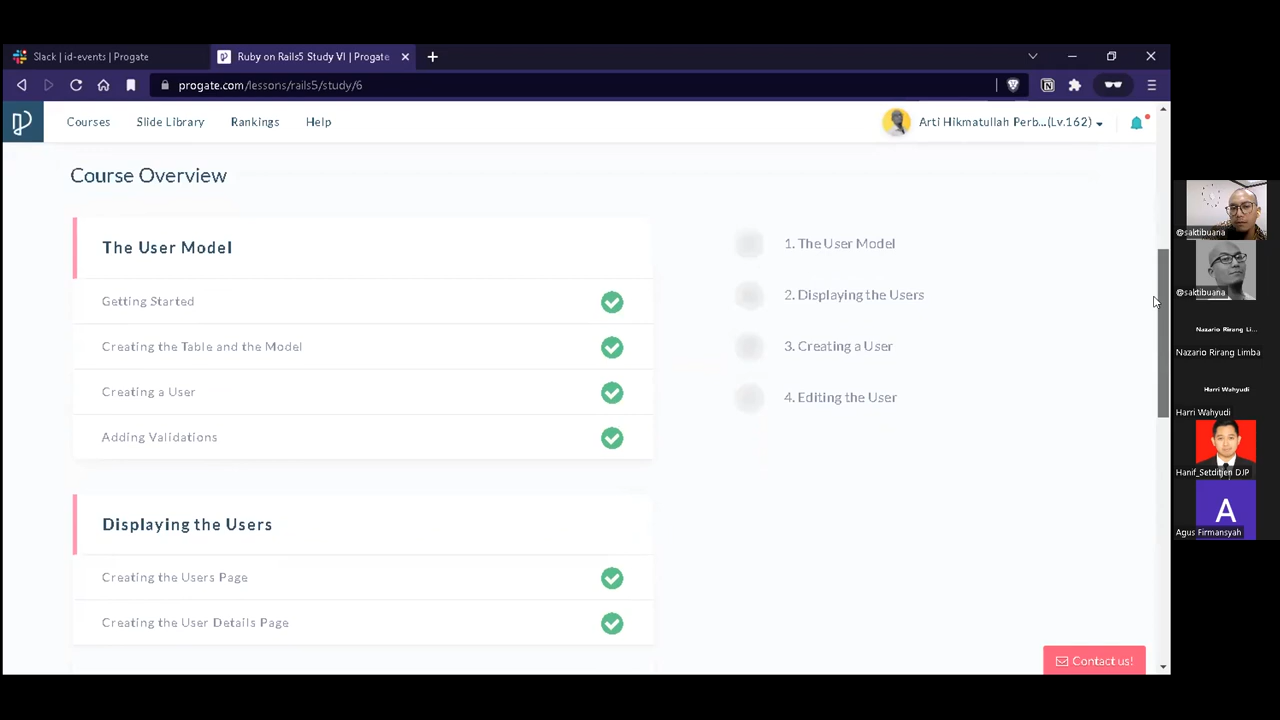 Slack | id-events | Progate
Ruby on Rails5 Study VI | Progate
progate.com/lessons/rails5/study/6
Courses
Slide Library
Rankings
Help
Arti Hikmatullah Perb...(Lv.162)
Course Overview
The User Model
Getting Started
Creating the Table and the Model
Creating a User
Adding Validations
Displaying the Users
Creating the Users Page
Creating the User Details Page
1. The User Model
2. Displaying the Users
3. Creating a User
4. Editing the User
Contact us!
@saktibuana
@saktibuana
Nazario Rirang Li...
Nazario Rirang Limba
Harri Wahyudi
Harri Wahyudi
Hanif_Setditjen DJP
A
Agus Firmansyah